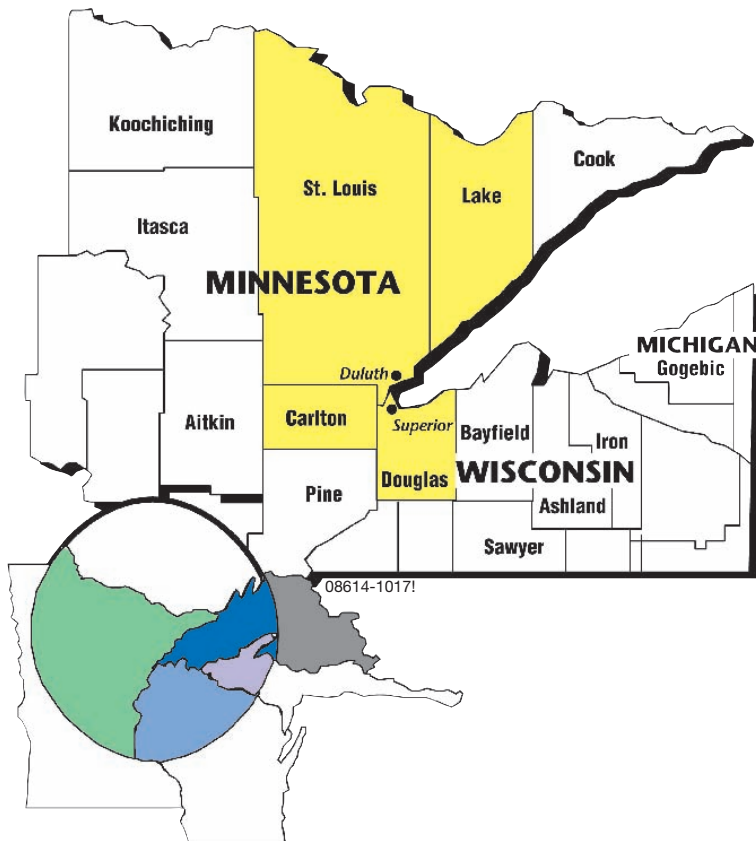 Koochiching
Cook
St. Louis
Lake
Itasca
MINNESOTA
MICHIGAN
Gogebic
Duluth
Aitkin
Carlton
Superior
Bayfield
Iron
Douglas
WISCONSIN
Pine
Ashland
Sawyer
08614-1017!